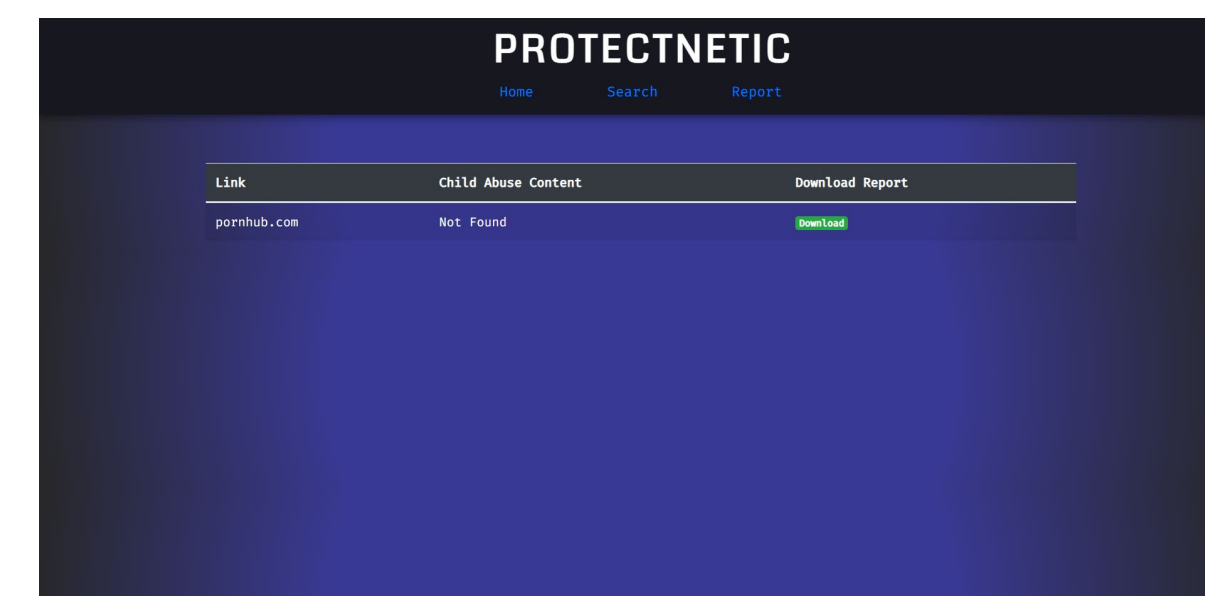 PROTECTNETIC
Home Search Report
Link Child Abuse Content Download Report
pornhub.com Not Found Download